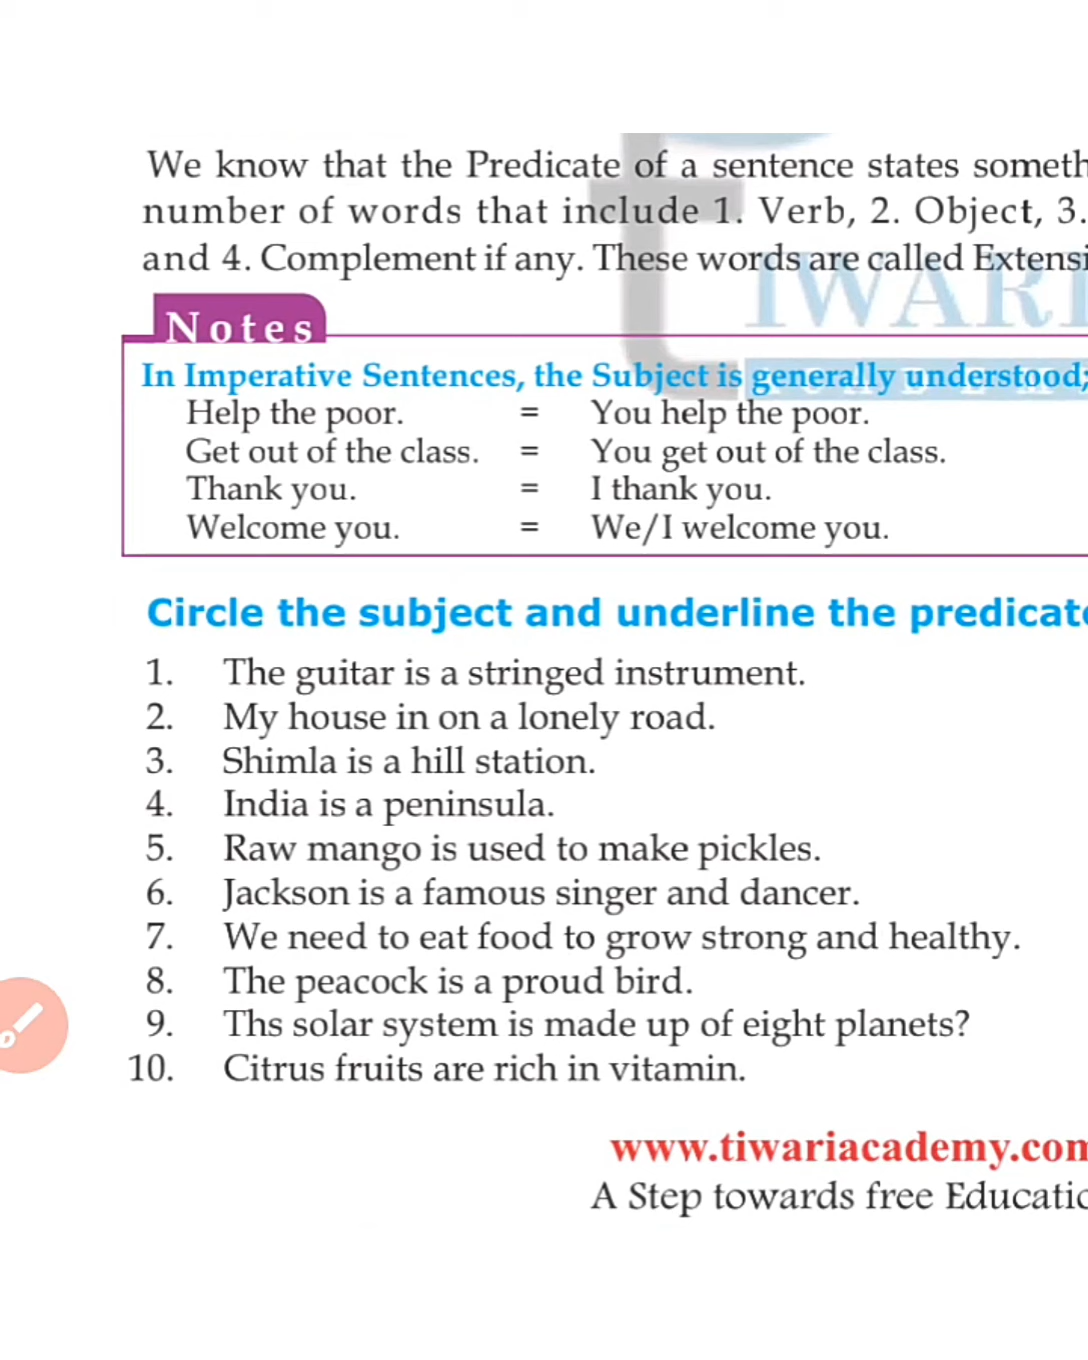 We know that the Predicate of a sentence states someth
number of words that include 1. Verb, 2. Object, 3.
and 4. Complement if any. These words are called Extensi
IWARI
Notes
In Imperative Sentences, the Subject is generally understood;
Help the poor. = You help the poor.
Get out of the class. = You get out of the class.
Thank you. = I thank you.
Welcome you. = We/I welcome you.
Circle the subject and underline the predicate
1. The guitar is a stringed instrument.
2. My house in on a lonely road.
3. Shimla is a hill station.
4. India is a peninsula.
5. Raw mango is used to make pickles.
6. Jackson is a famous singer and dancer.
7. We need to eat food to grow strong and healthy.
8. The peacock is a proud bird.
9. Ths solar system is made up of eight planets?
10. Citrus fruits are rich in vitamin.
www.tiwariacademy.com
A Step towards free Educatio